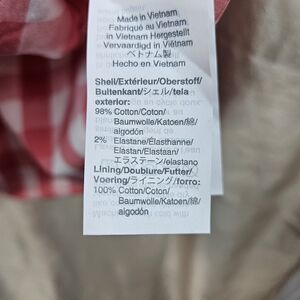 Made in Vietnam
Fabriqué au Vietnam
in Vietnam Hergestellt
Vervaardigd in Viëtnam
ベトナム製
Hecho en Vietnam
Shell/Extérieur/Oberstoff/
Buitenkant/シェル/tela
exterior:
98% Cotton/Coton/
Baumwolle/Katoen/綿/
algodón
2% Elastane/Élasthanne/
Elastan/Elastaan/
エラステーン/elastano
Lining/Doublure/Futter/
Voering/ライニング/forro:
100% Cotton/Coton/
Baumwolle/Katoen/綿/
algodón